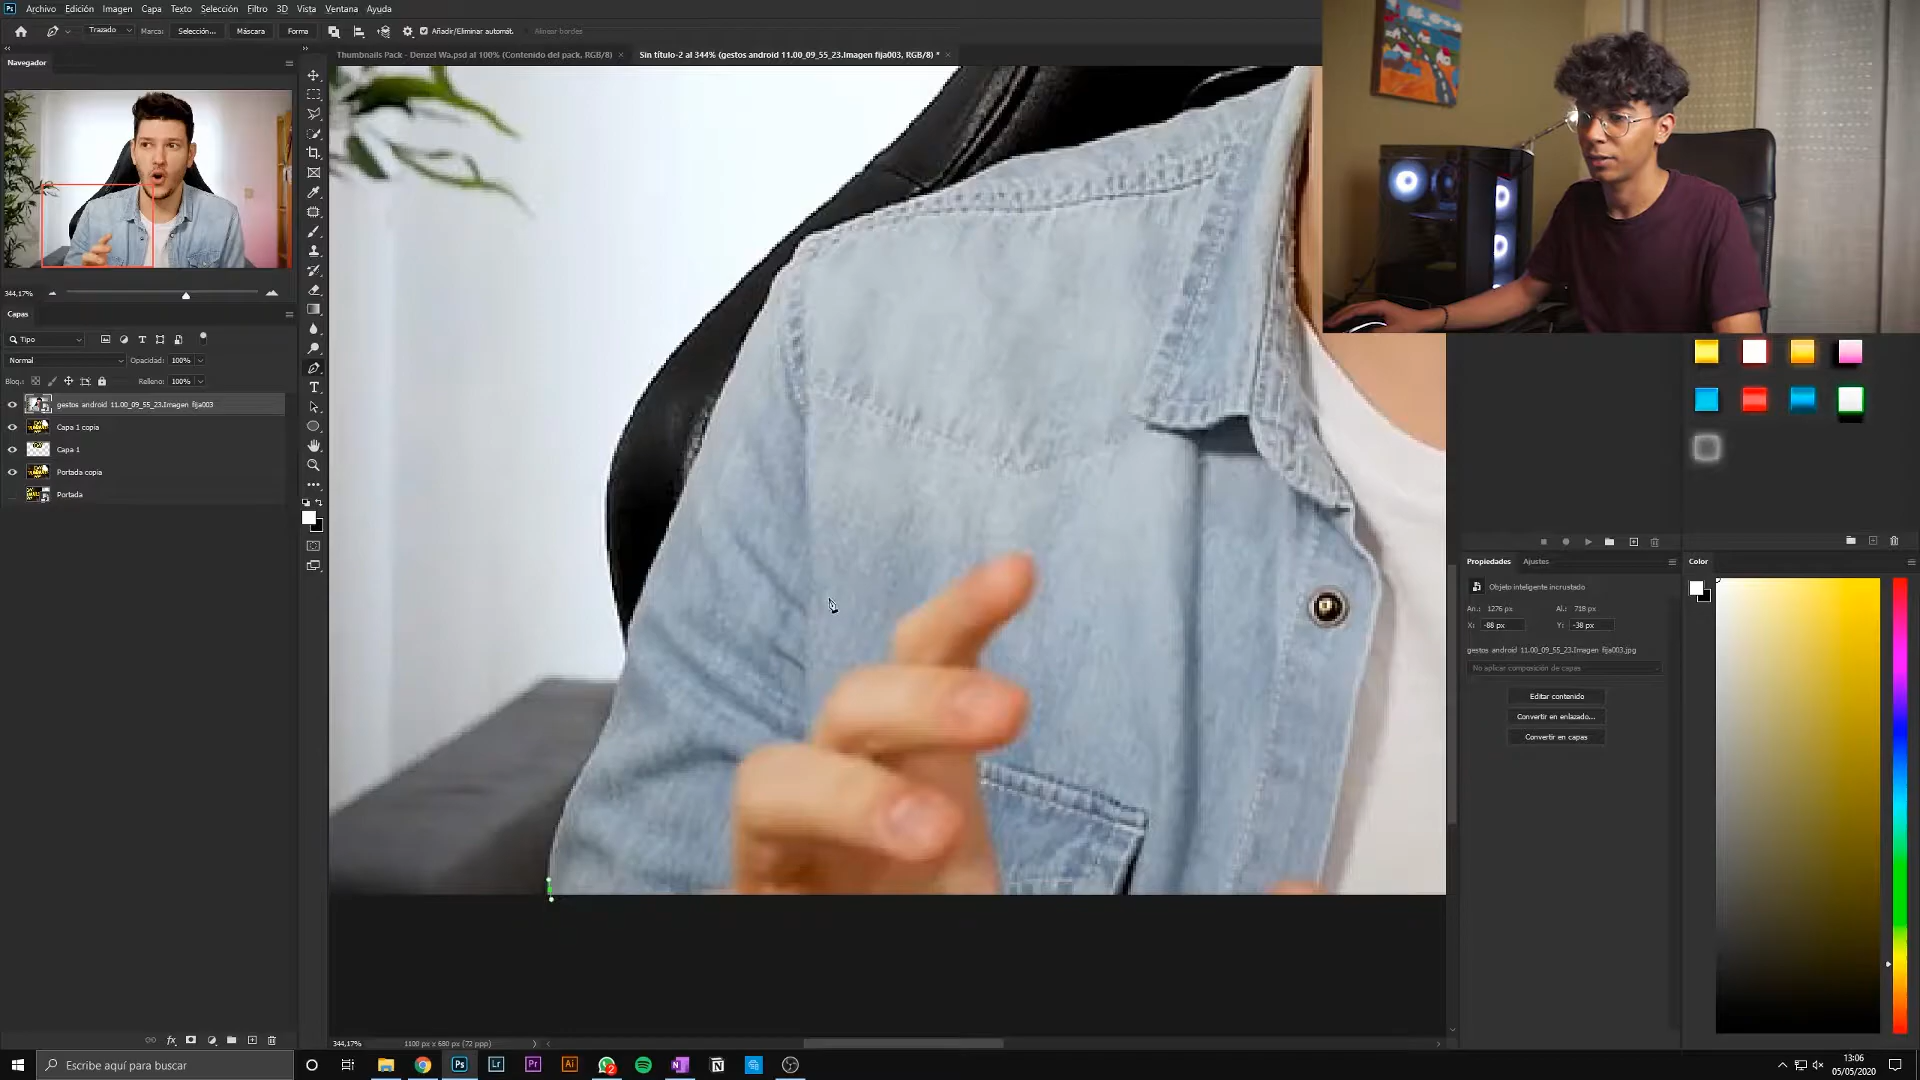 Archivo Edición Imagen Capa Texto Selección Filtro 3D Vista Ventana Ayuda
Trazado Marca: Selección... Máscara Forma Añadir/Eliminar automát. Alinear bordes
Thumbnails Pack - Denzel Wa.psd al 100% (Contenido del pack, RGB/8) × Sin título-2 al 344% (gestos android 11.00_09_55_23.Imagen fija003, RGB/8) * ×
Navegador
344,17%
Capas
Tipo
Normal Opacidad: 100%
Bloq.: Relleno: 100%
gestos android 11.00_09_55_23.Imagen fija003
Capa 1 copia
Capa 1
Portada copia
Portada
Propiedades Ajustes
Objeto inteligente incrustado
An.: 1276 px Al.: 718 px
X: -88 px Y: -38 px
gestos android 11.00_09_55_23.Imagen fija003.jpg
No aplicar composición de capas
Editar contenido
Convertir en enlazado...
Convertir en capas
Color
344,17% 1100 px x 680 px (72 ppp)
Escribe aquí para buscar
Ps Lr Pr Ai 2 N N
13:06
05/05/2020